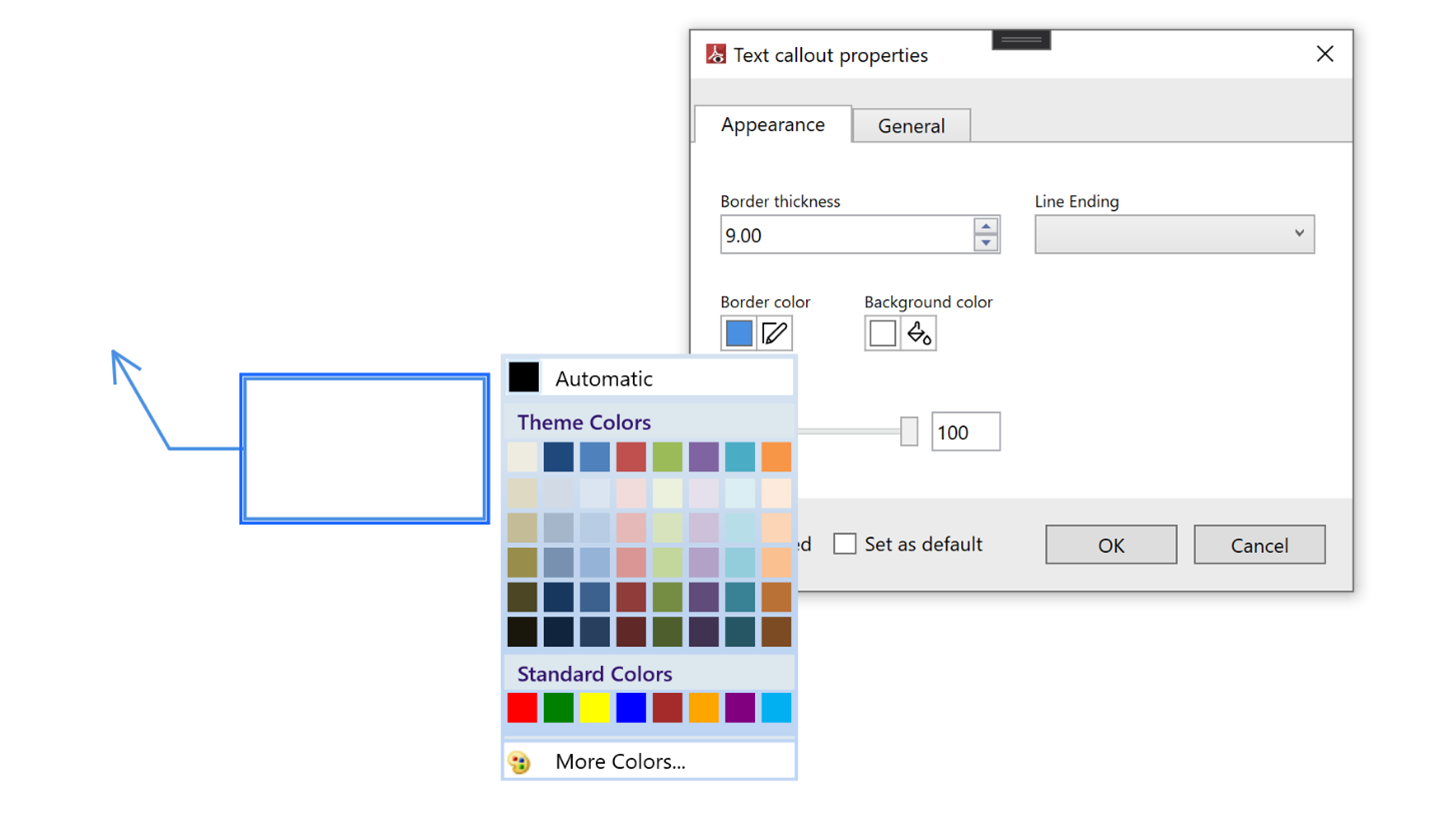 Text callout properties
Appearance
General
Border thickness
Line Ending
9.00
Border color
Background color
Automatic
Theme Colors
100
Set as default
OK
Cancel
Standard Colors
More Colors...